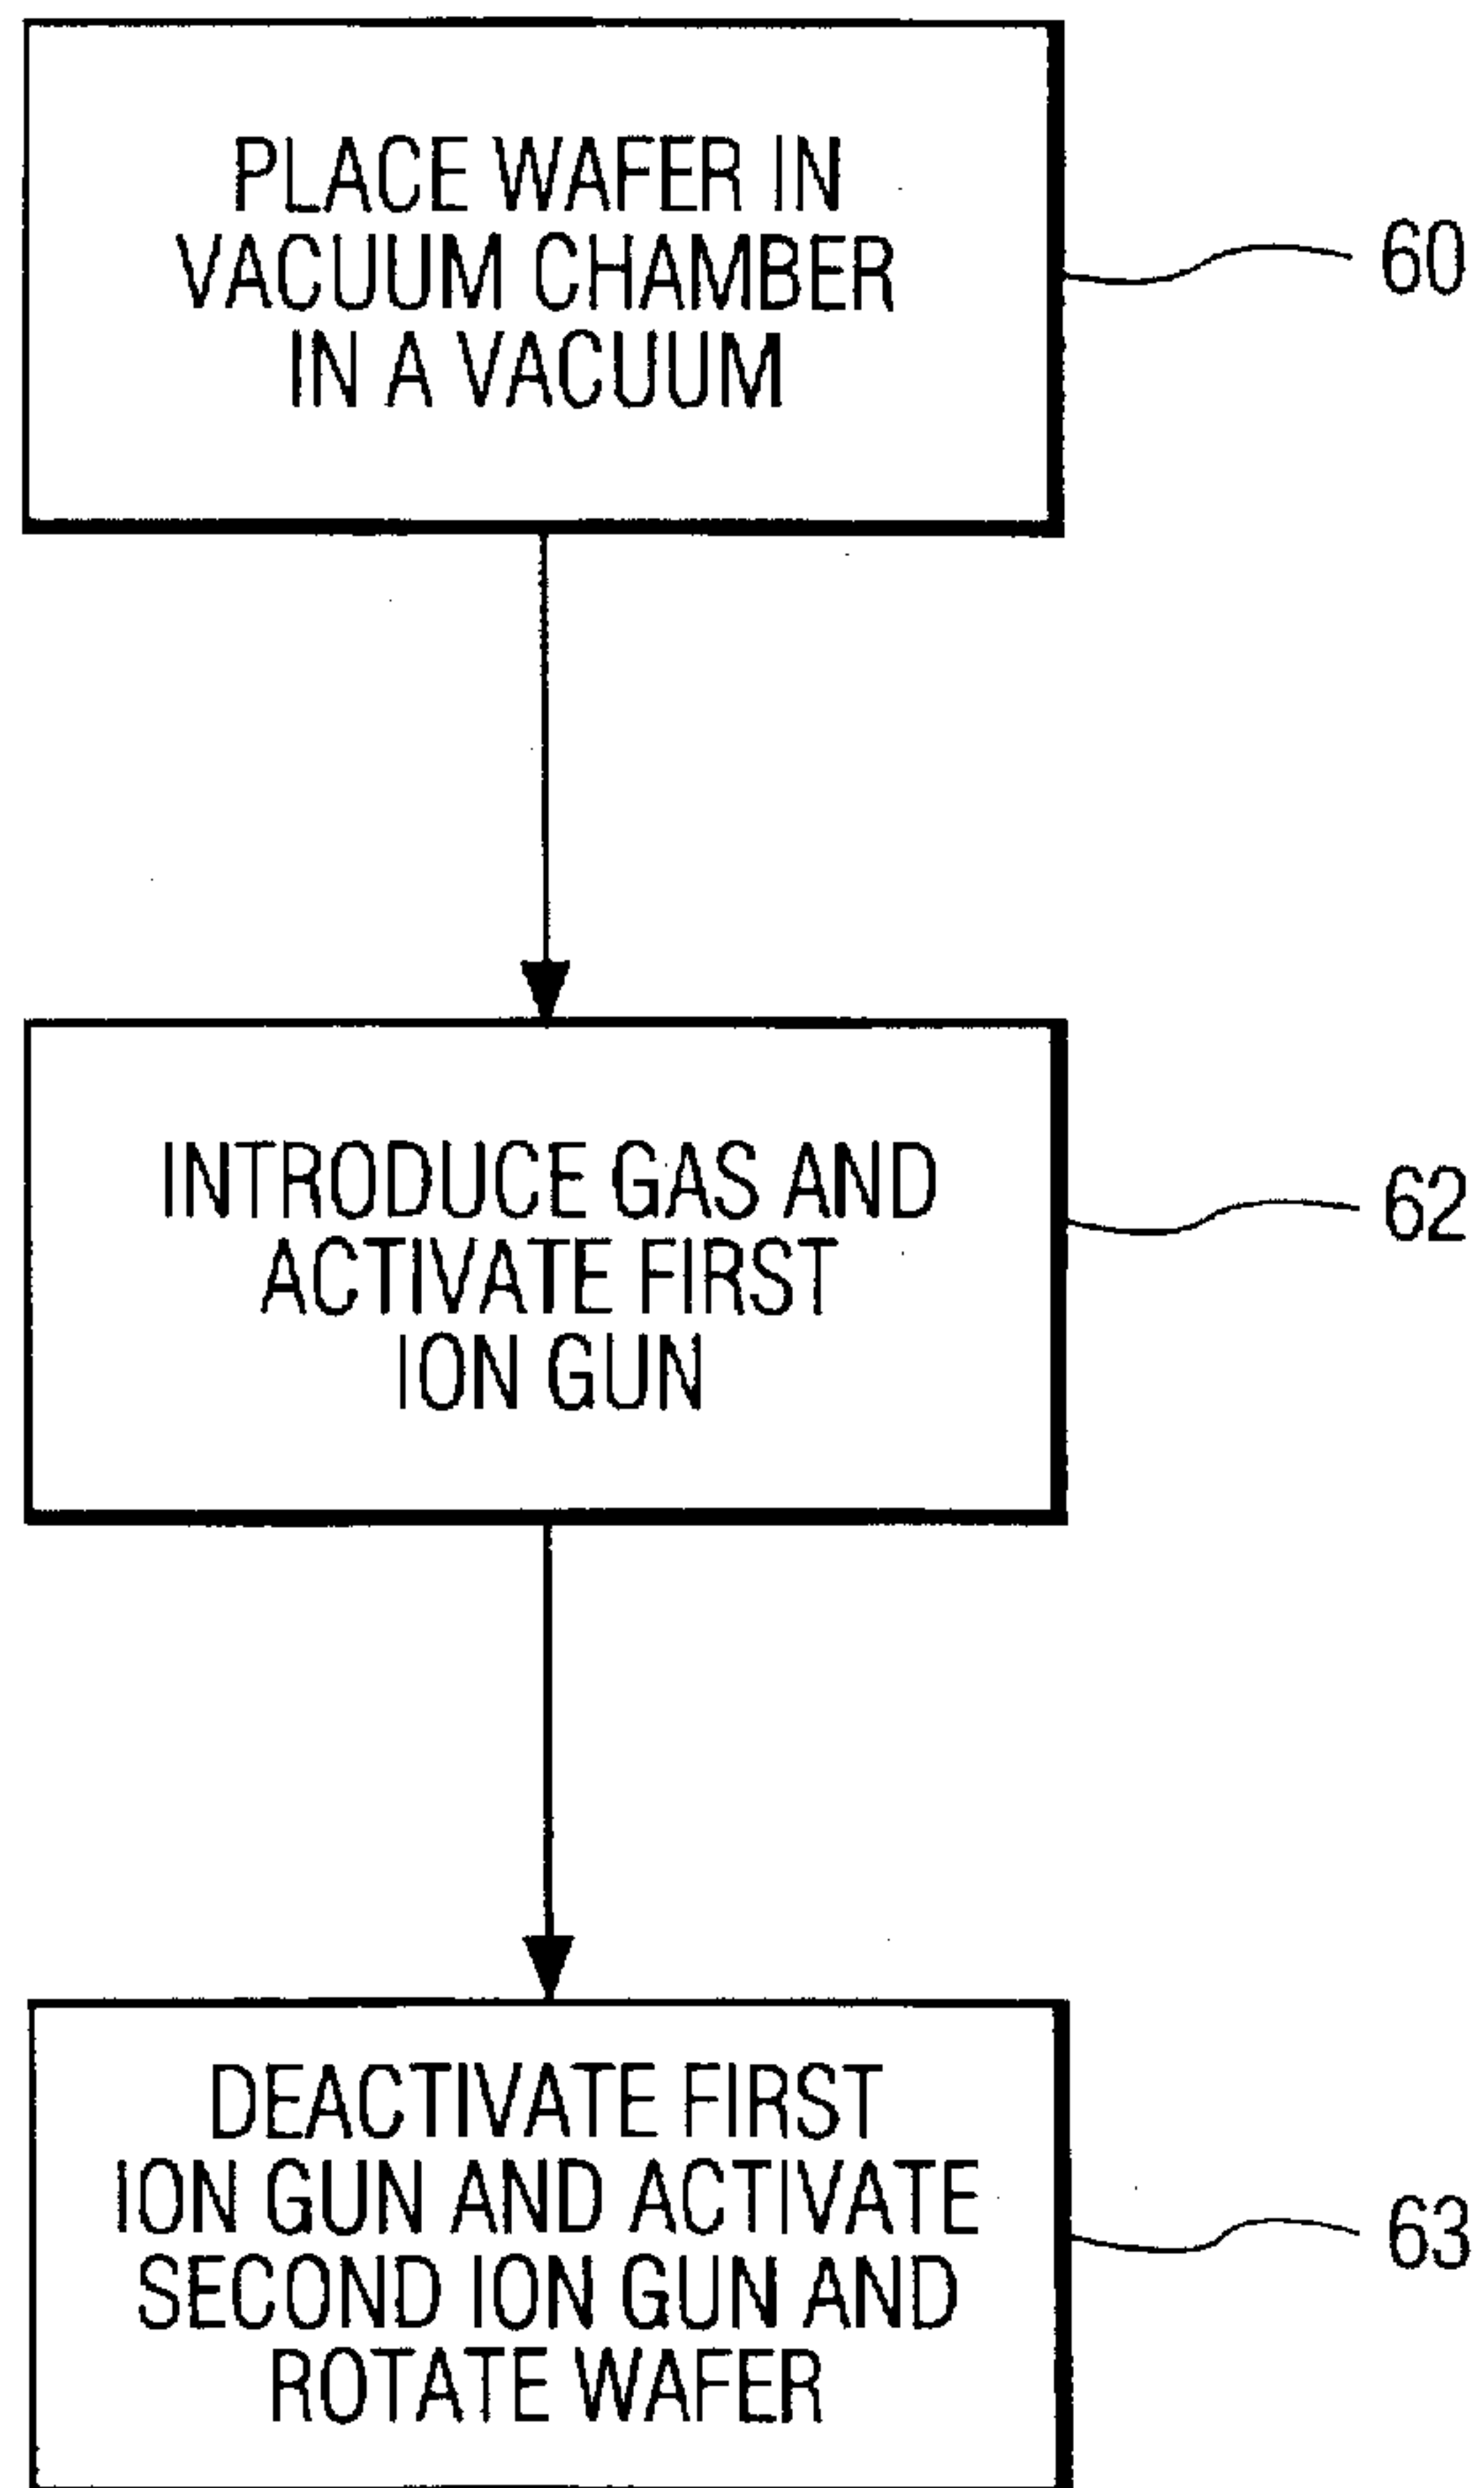 PLACE WAFER IN
VACUUM CHAMBER
IN A VACUUM
60
INTRODUCE GAS AND
ACTIVATE FIRST
ION GUN
62
DEACTIVATE FIRST
ION GUN AND ACTIVATE
SECOND ION GUN AND
ROTATE WAFER
63